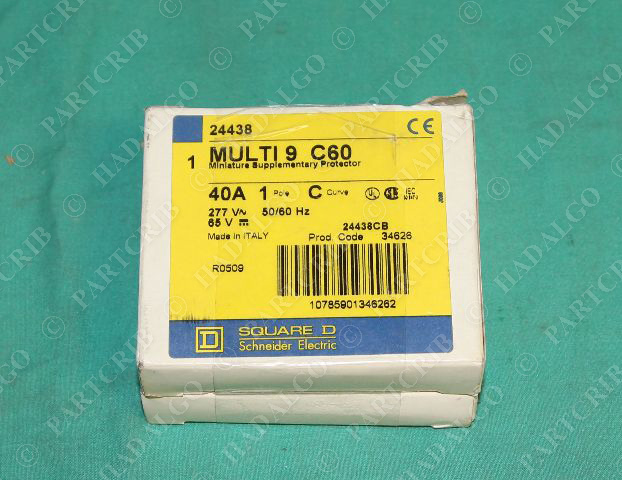 24438
CE
1 MULTI 9 C60
Miniature Supplementary Protector
40A 1 Pole C Curve
UL
277 V~ 50/60 Hz
65 V
24438CB
Made in ITALY
Prod. Code 34626
R0509
10785901346262
D SQUARE D
Schneider Electric
© PARTCRIB
© HADALGO